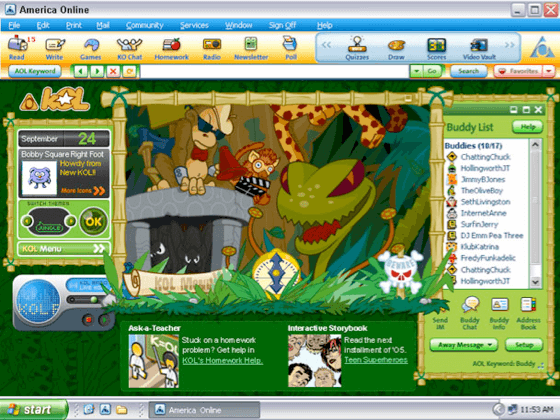 America Online
File Edit Print Mail Community Services Window Sign Off Help
15
Read Write Games KO Chat Homework Radio Newsletter Poll Quizzes Draw Scores Video Vault
AOL Keyword Go Search Favorites
KOL
September 24
Bobby Square Right Foot
Howdy from
New KOL!!
More Icons
SWITCH THEMES
JUNGLE
OK
KOL Menu
KOL
BEWARE
Buddy List Help
Buddies (10/17)
ChattingChuck
HollingworthJT
JimmyBJones
TheOliveBoy
SethLivingston
InternetAnne
SurfinJerry
DJ Emm Pea Three
KlubKatrina
FredyFunkadelic
ChattingChuck
HollingworthJT
Send
IM
Buddy
Chat
Buddy
Info
Address
Book
Away Message Setup
AOL Keyword: Buddy
Ask-a-Teacher
Stuck on a homework
problem? Get help in
KOL's Homework Help.
Interactive Storybook
Read the next
installment of '05,
Teen Superheroes
start America Online 11:53 AM